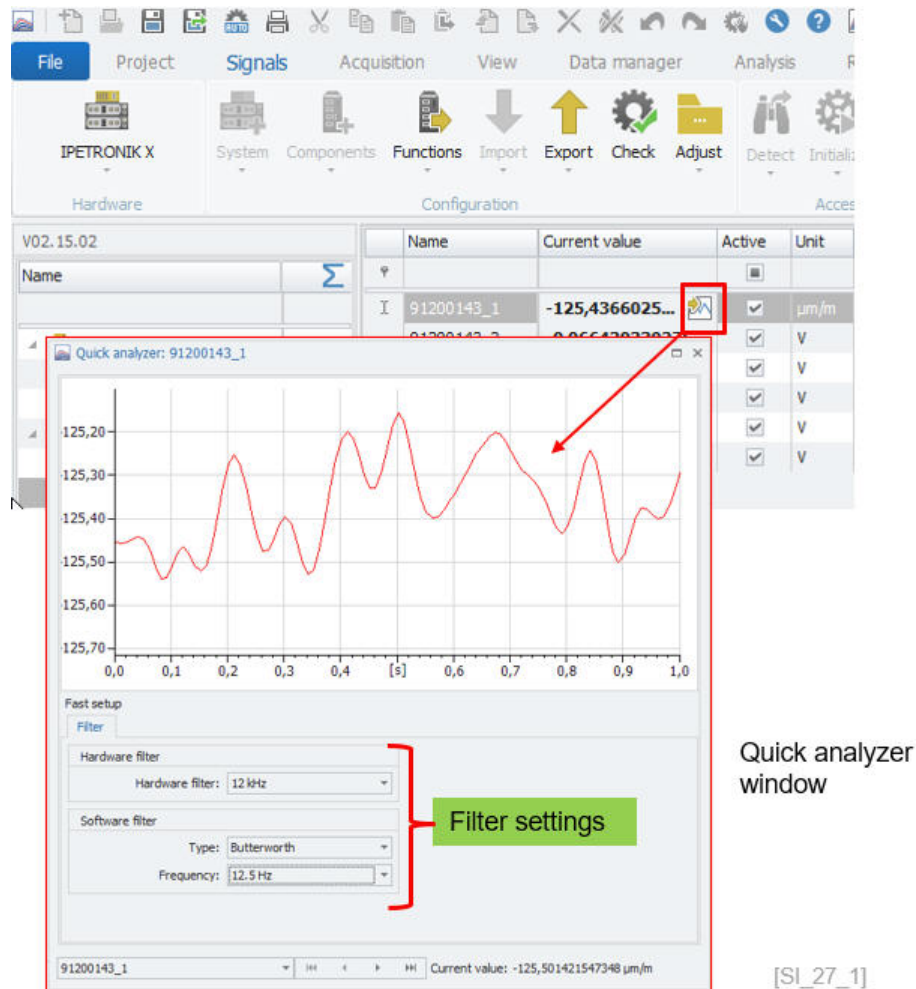 AUTO
File Project Signals Acquisition View Data manager Analysis
IPETRONIK X System Components Functions Import Export Check Adjust Detect Initializ
Hardware Configuration Acces
V02.15.02
Name Current value Active Unit
Name Σ
I 91200143_1 -125,4366025... µm/m
V
V
V
V
V
Quick analyzer: 91200143_1
125,20
125,30
125,40
125,50
125,60
125,70
0,0 0,1 0,2 0,3 0,4 [s] 0,6 0,7 0,8 0,9 1,0
Fast setup
Filter
Hardware filter
Hardware filter: 12 kHz
Software filter
Type: Butterworth
Frequency: 12.5 Hz
Filter settings
Quick analyzer
window
91200143_1 Current value: -125,501421547348 µm/m
[SI_27_1]